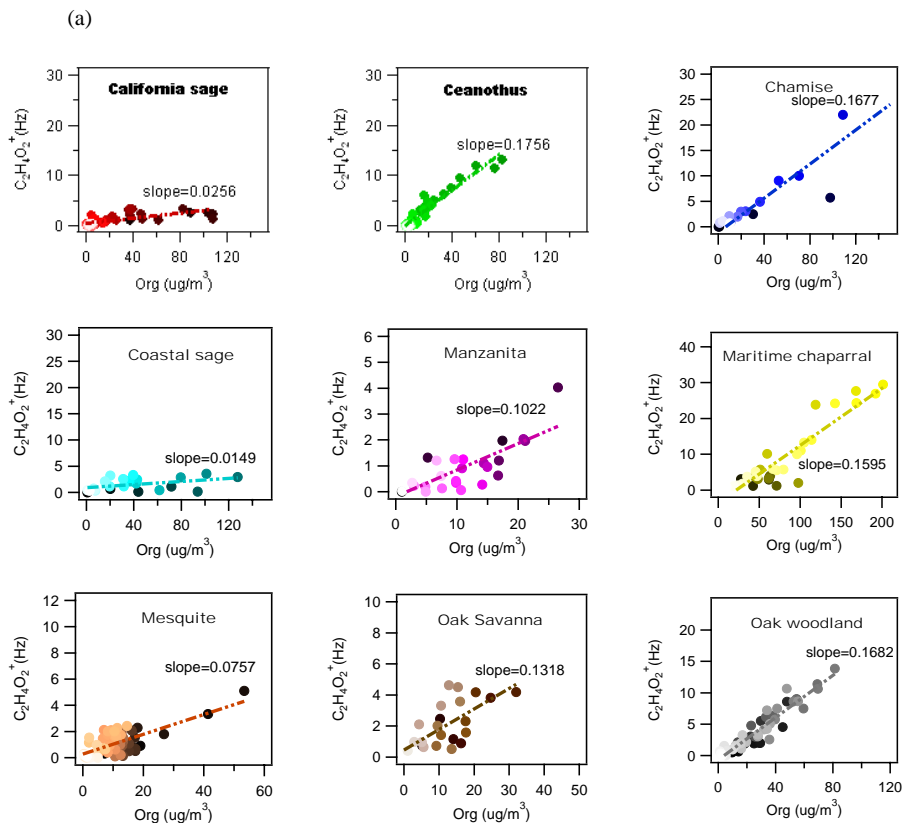 (a)
30
25
20
15
10
5
0
C₂H₄O₂⁺(Hz)
California sage
slope=0.0256
0 40 80 120
Org (ug/m³)
30
20
10
0
C₂H₄O₂⁺(Hz)
Ceanothus
slope=0.1756
0 40 80 120
Org (ug/m³)
30
25
20
15
10
5
0
C₂H₄O₂⁺(Hz)
Chamise
slope=0.1677
0 40 80 120
Org (ug/m³)
30
25
20
15
10
5
0
C₂H₄O₂⁺(Hz)
Coastal sage
slope=0.0149
0 40 80 120
Org (ug/m³)
6
5
4
3
2
1
0
C₂H₄O₂⁺(Hz)
Manzanita
slope=0.1022
0 10 20 30
Org (ug/m³)
40
30
20
10
0
C₂H₄O₂⁺(Hz)
Maritime chaparral
slope=0.1595
50 100 150 200
Org (ug/m³)
12
10
8
6
4
2
0
C₂H₄O₂⁺(Hz)
Mesquite
slope=0.0757
0 20 40 60
Org (ug/m³)
10
8
6
4
2
0
C₂H₄O₂⁺(Hz)
Oak Savanna
slope=0.1318
0 10 20 30 40
Org (ug/m³)
20
15
10
5
0
C₂H₄O₂⁺(Hz)
Oak woodland
slope=0.1682
0 40 80 120
Org (ug/m³)